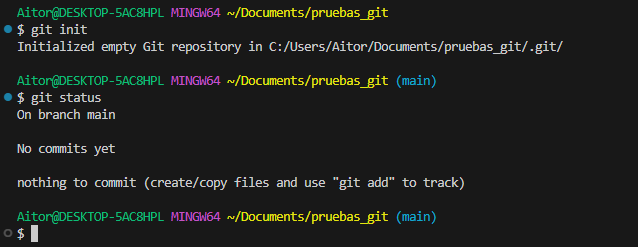 Aitor@DESKTOP-5AC8HPL MINGW64 ~/Documents/pruebas_git
$ git init
Initialized empty Git repository in C:/Users/Aitor/Documents/pruebas_git/.git/
Aitor@DESKTOP-5AC8HPL MINGW64 ~/Documents/pruebas_git (main)
$ git status
On branch main
No commits yet
nothing to commit (create/copy files and use "git add" to track)
Aitor@DESKTOP-5AC8HPL MINGW64 ~/Documents/pruebas_git (main)
$